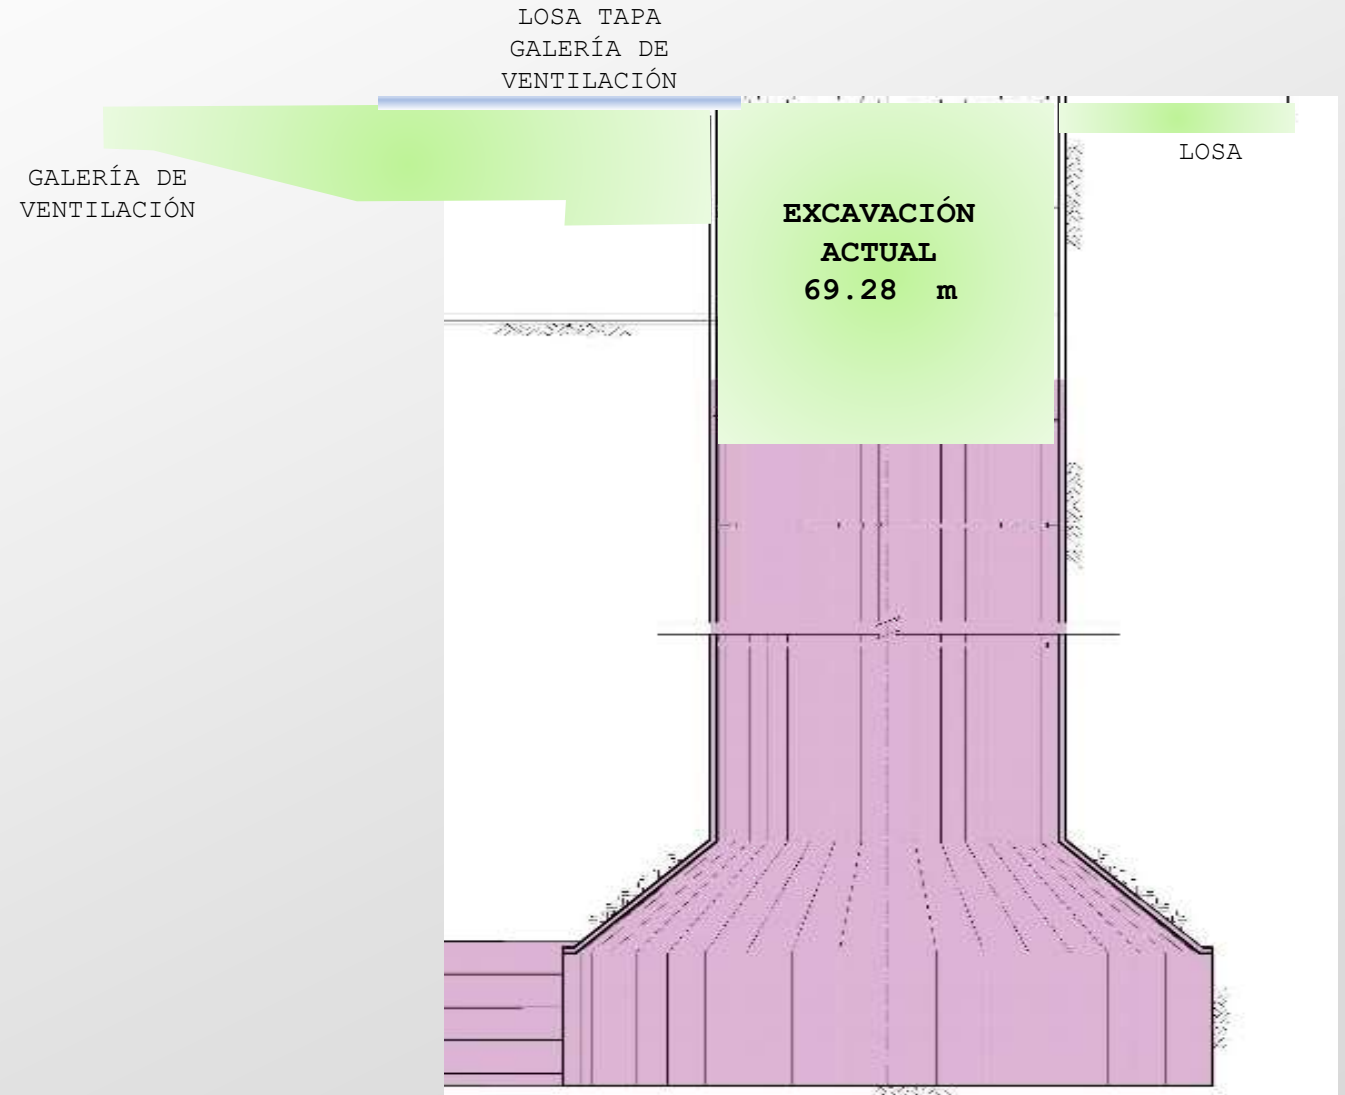 LOSA TAPA
GALERÍA DE
VENTILACIÓN
LOSA
GALERÍA DE
VENTILACIÓN
EXCAVACIÓN
ACTUAL
69.28 m